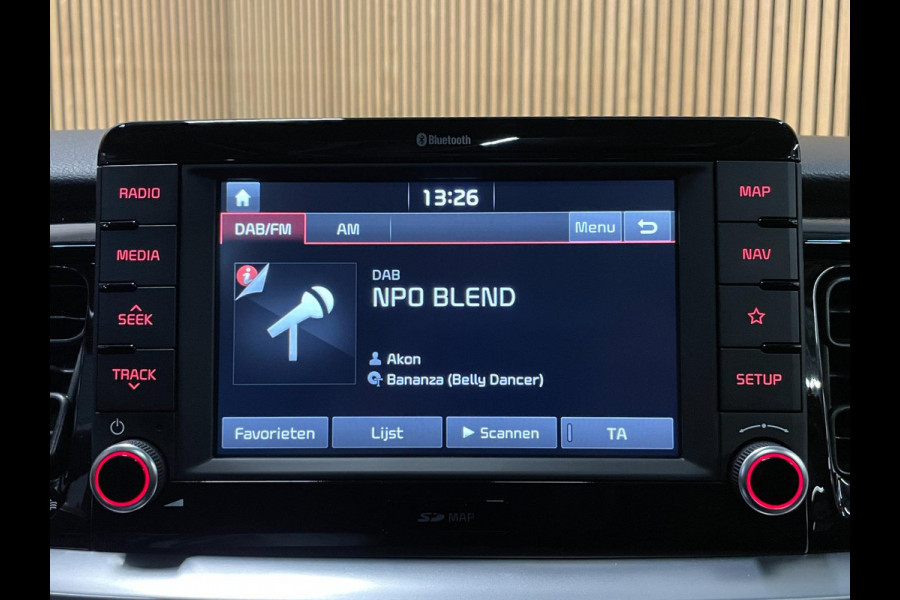 Bluetooth
RADIO
MEDIA
SEEK
TRACK
13:26
DAB/FM AM Menu
i
DAB
NPO BLEND
Akon
Bananza (Belly Dancer)
Favorieten Lijst Scannen TA
MAP
NAV
SETUP
SD MAP